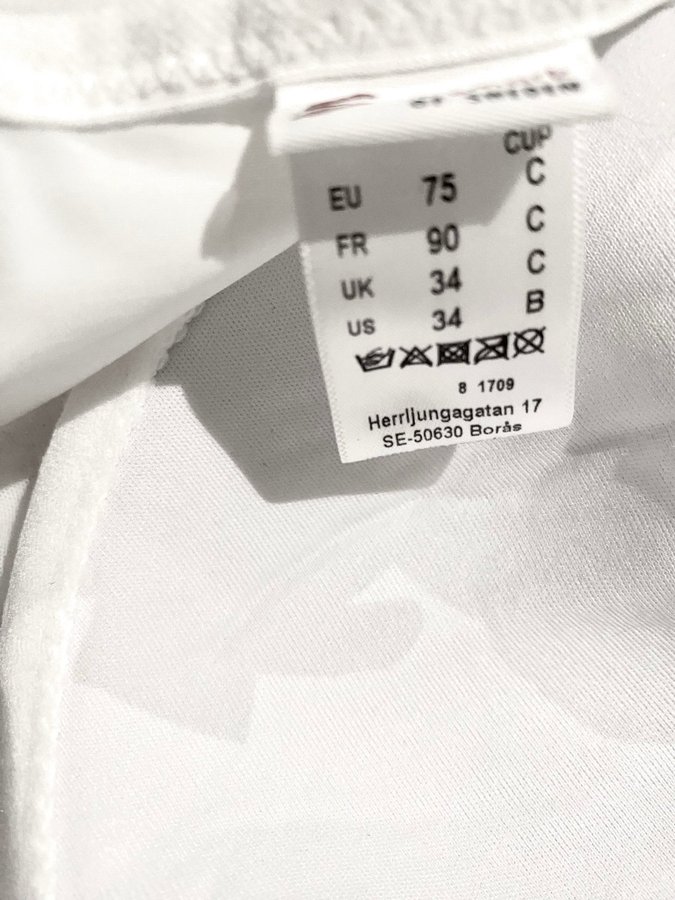 CUP
EU 75 C
FR 90 C
UK 34 C
US 34 B
8 1709
Herrljungagatan 17
SE-50630 Borås